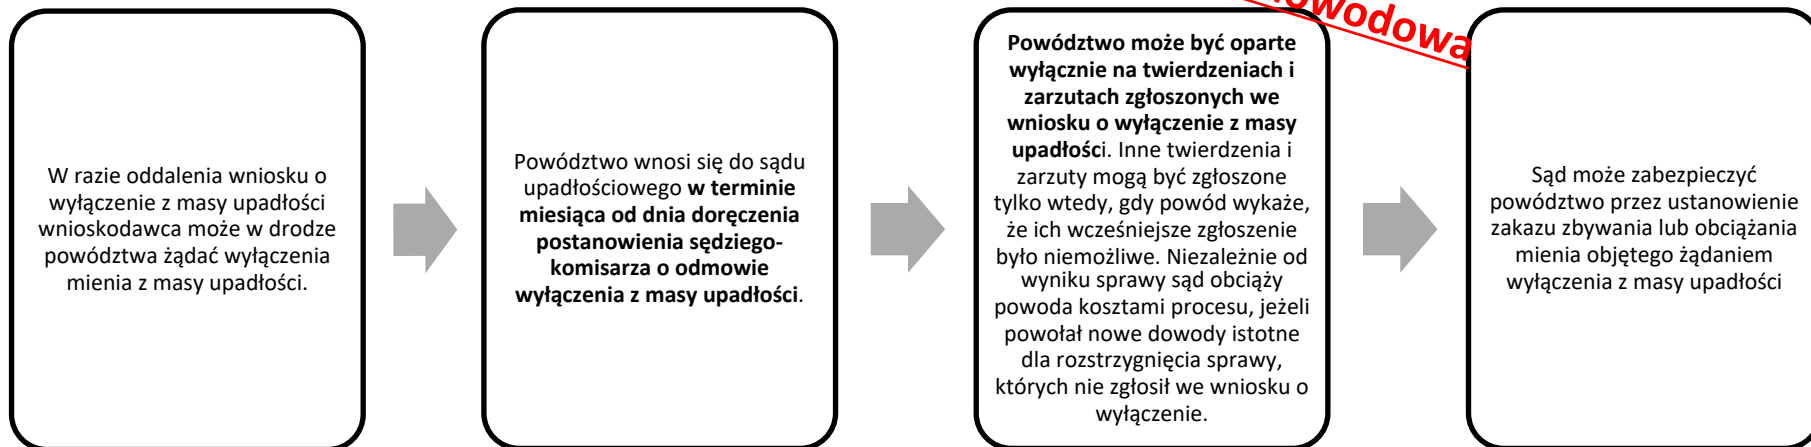 W razie oddalenia wniosku o
wyłączenie z masy upadłości
wnioskodawca może w drodze
powództwa żądać wyłączenia
mienia z masy upadłości.
Powództwo wnosi się do sądu
upadłościowego w terminie
miesiąca od dnia doręczenia
postanowienia sędziego-
komisarza o odmowie
wyłączenia z masy upadłości.
Powództwo może być oparte
wyłącznie na twierdzeniach i
zarzutach zgłoszonych we
wniosku o wyłączenie z masy
upadłości. Inne twierdzenia i
zarzuty mogą być zgłoszone
tylko wtedy, gdy powód wykaże,
że ich wcześniejsze zgłoszenie
było niemożliwe. Niezależnie od
wyniku sprawy sąd obciąży
powoda kosztami procesu, jeżeli
powołał nowe dowody istotne
dla rozstrzygnięcia sprawy,
których nie zgłosił we wniosku o
wyłączenie.
Sąd może zabezpieczyć
powództwo przez ustanowienie
zakazu zbywania lub obciążania
mienia objętego żądaniem
wyłączenia z masy upadłości